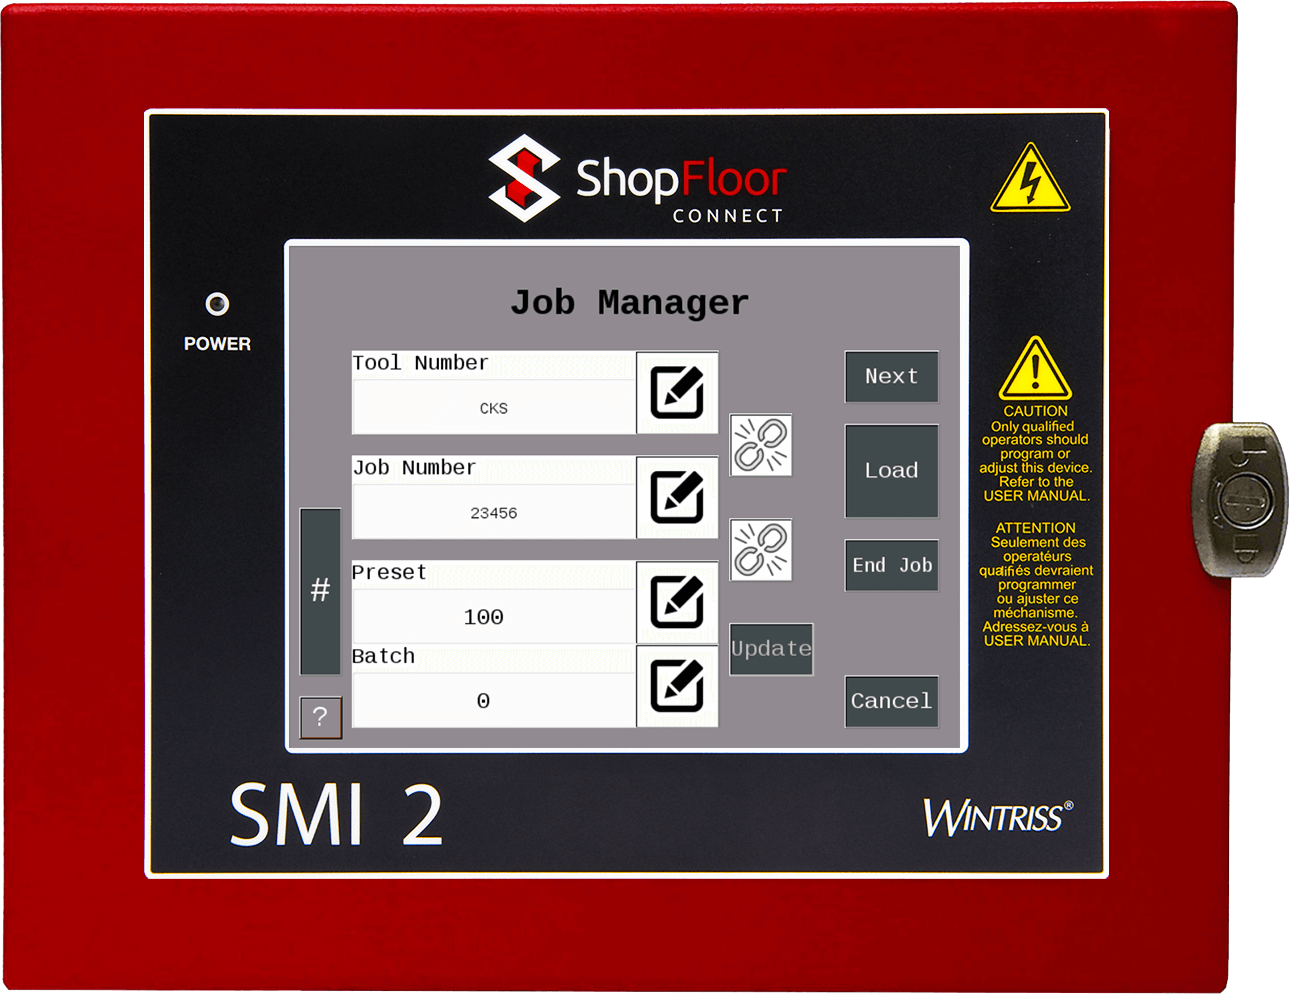 ShopFloor
CONNECT
POWER
Job Manager
Tool Number
CKS
Job Number
23456
Preset
100
Batch
0
#
?
Update
Next
Load
End Job
Cancel
CAUTION
Only qualified
operators should
program or
adjust this device.
Refer to the
USER MANUAL.
ATTENTION
Seulement des
operatéurs
qualifiés devraient
programmer
ou ajuster ce
méchanisme.
Adressez-vous à
USER MANUAL.
SMI 2
WINTRISS®